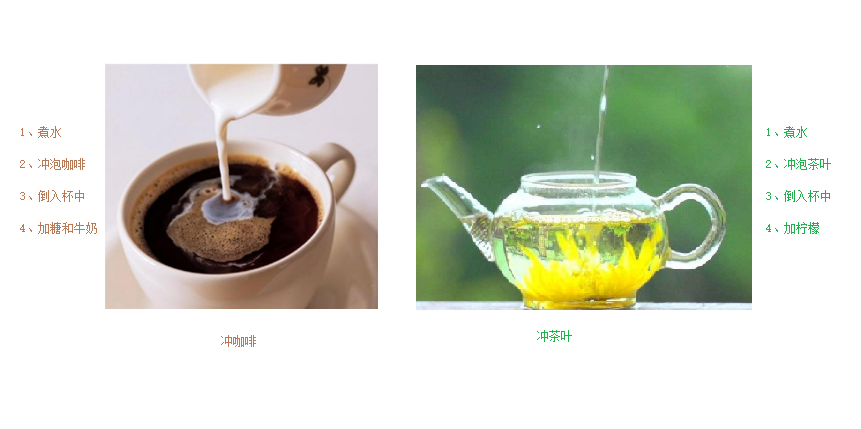 1、煮水
2、冲泡咖啡
3、倒入杯中
4、加糖和牛奶
冲咖啡
1、煮水
2、冲泡茶叶
3、倒入杯中
4、加柠檬
冲茶叶